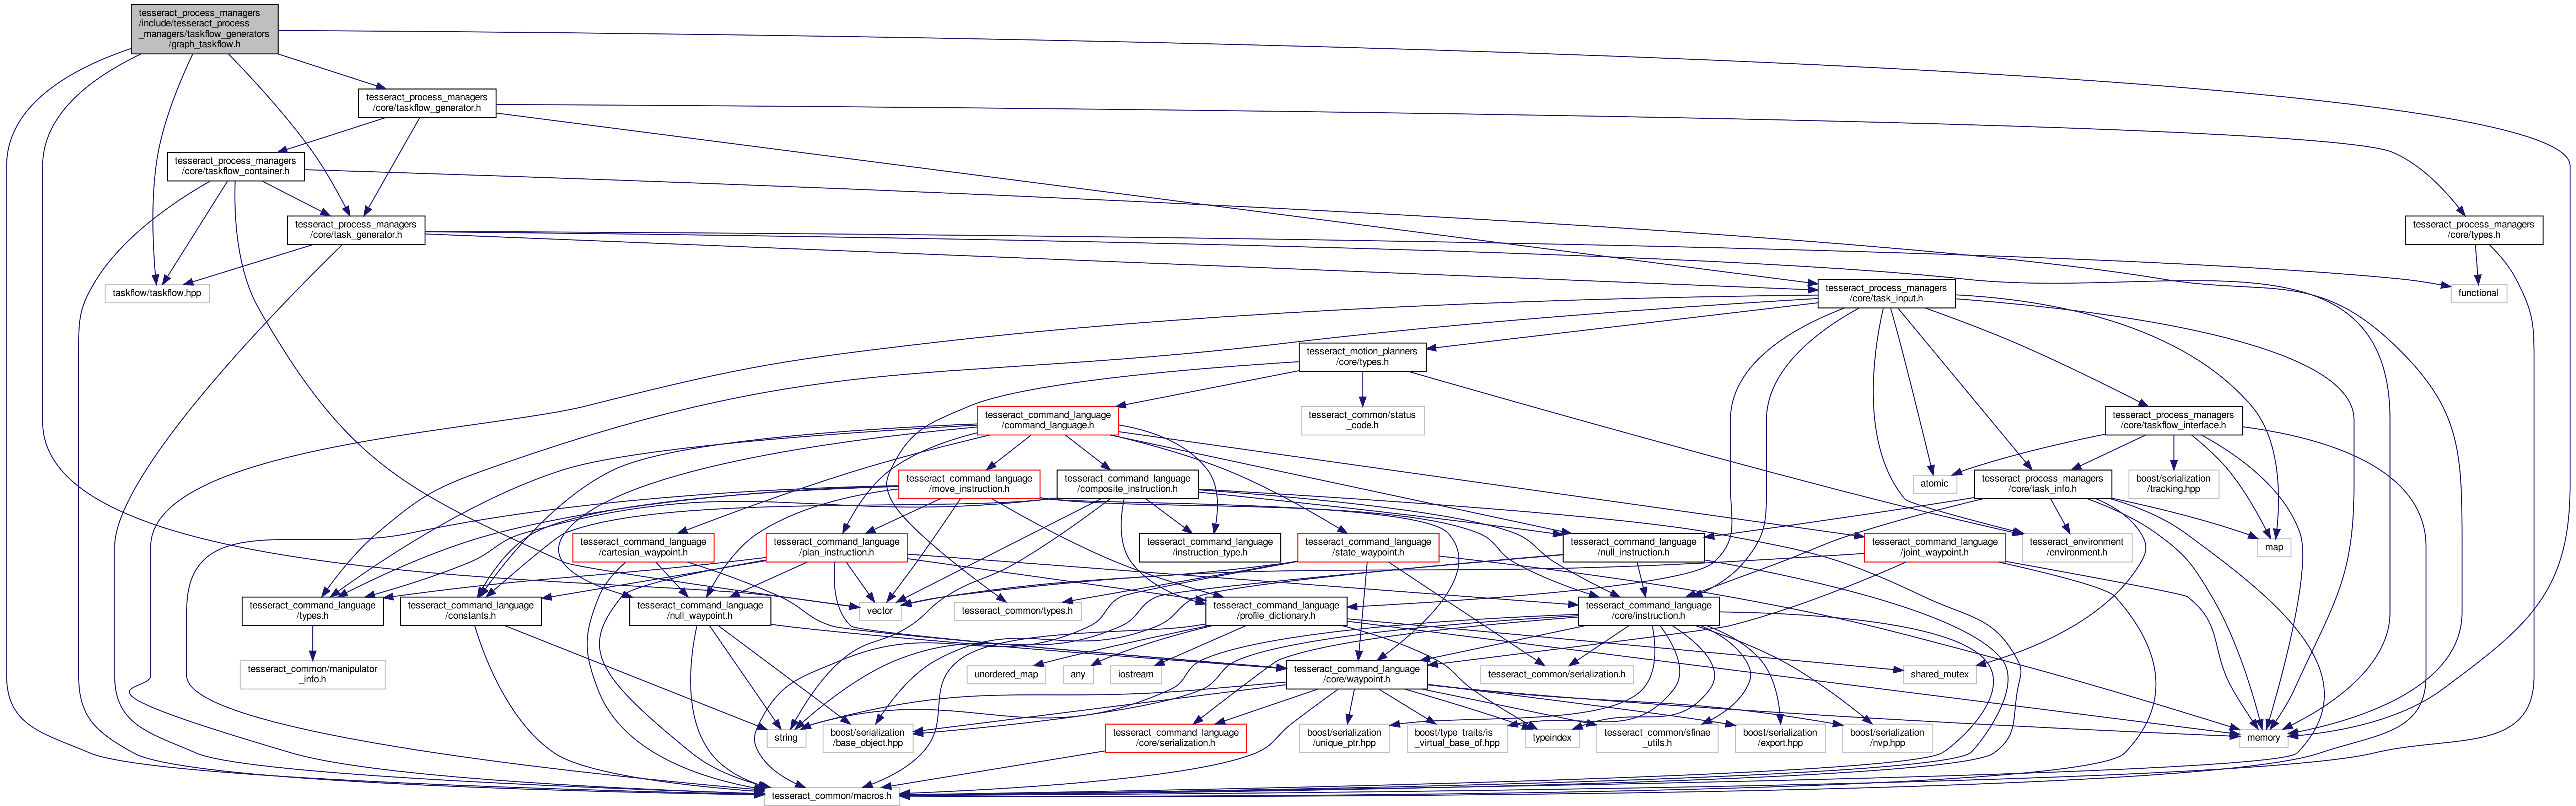 tesseract_process_managers
/include/tesseract_process
_managers/taskflow_generators
/graph_taskflow.h
tesseract_process_managers
/core/taskflow_generator.h
tesseract_process_managers
/core/taskflow_container.h
tesseract_process_managers
/core/task_generator.h
tesseract_process_managers
/core/types.h
taskflow/taskflow.hpp
tesseract_process_managers
/core/task_input.h
functional
tesseract_motion_planners
/core/types.h
tesseract_command_language
/command_language.h
tesseract_common/status
_code.h
tesseract_process_managers
/core/taskflow_interface.h
tesseract_command_language
/move_instruction.h
tesseract_command_language
/composite_instruction.h
atomic
tesseract_process_managers
/core/task_info.h
boost/serialization
/tracking.hpp
tesseract_command_language
/cartesian_waypoint.h
tesseract_command_language
/plan_instruction.h
tesseract_command_language
/instruction_type.h
tesseract_command_language
/state_waypoint.h
tesseract_command_language
/null_instruction.h
tesseract_command_language
/joint_waypoint.h
tesseract_environment
/environment.h
map
tesseract_command_language
/types.h
tesseract_command_language
/constants.h
tesseract_command_language
/null_waypoint.h
vector
tesseract_common/types.h
tesseract_command_language
/profile_dictionary.h
tesseract_command_language
/core/instruction.h
tesseract_common/manipulator
_info.h
unordered_map
any
iostream
tesseract_command_language
/core/waypoint.h
tesseract_common/serialization.h
shared_mutex
string
boost/serialization
/base_object.hpp
tesseract_command_language
/core/serialization.h
boost/serialization
/unique_ptr.hpp
boost/type_traits/is
_virtual_base_of.hpp
typeindex
tesseract_common/sfinae
_utils.h
boost/serialization
/export.hpp
boost/serialization
/nvp.hpp
memory
tesseract_common/macros.h